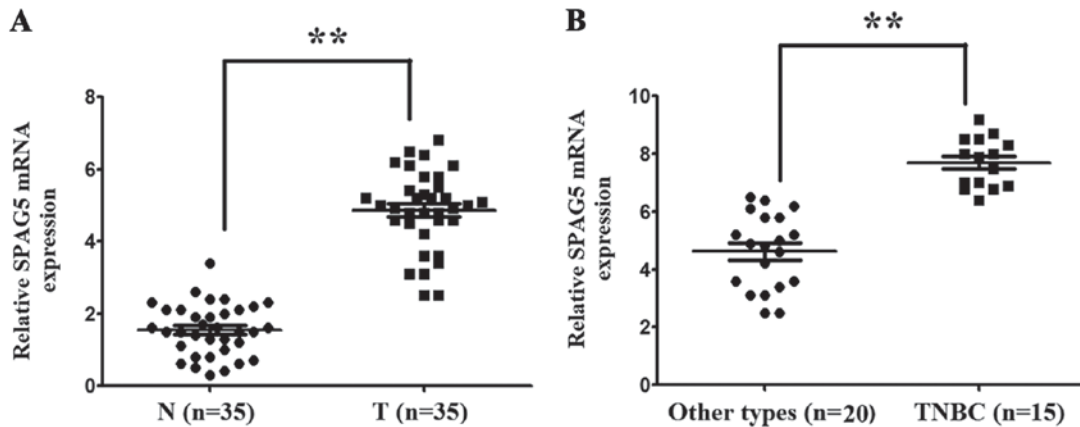 A
**
Relative SPAG5 mRNA
expression
8
6
4
2
0
N (n=35)
T (n=35)
B
**
Relative SPAG5 mRNA
expression
10
8
6
4
2
0
Other types (n=20)
TNBC (n=15)